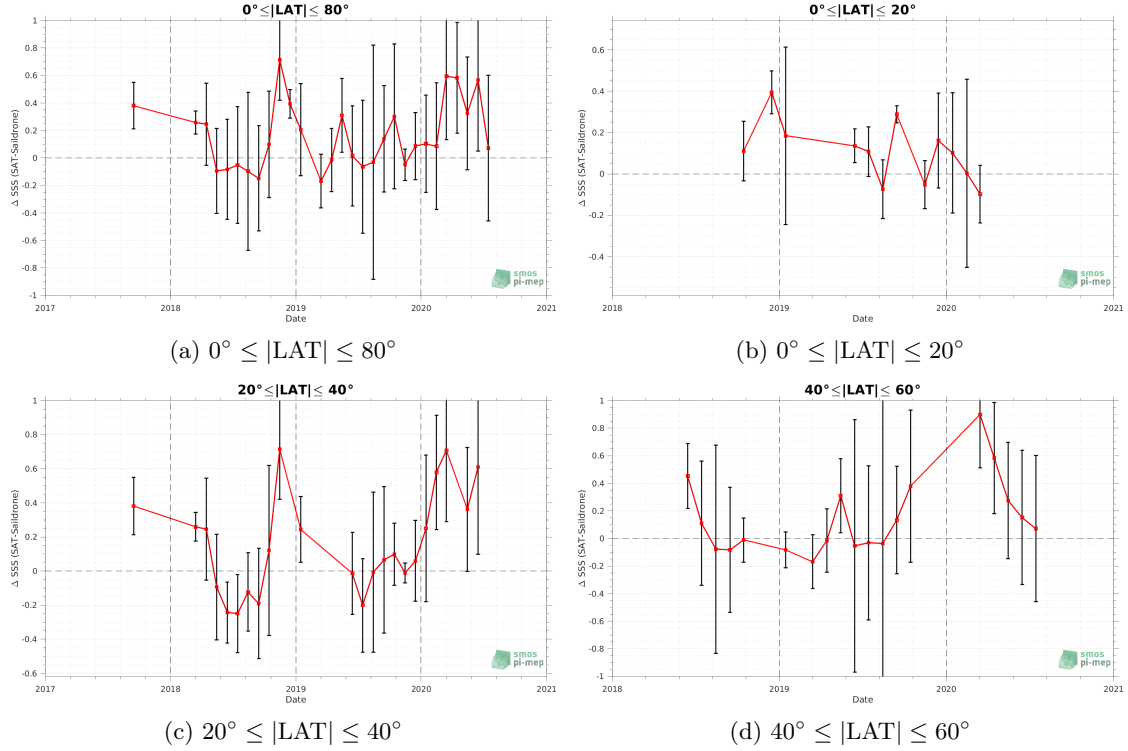 0°≤|LAT|≤ 80°
Δ SSS (SAT-Saildrone)
1
0.8
0.6
0.4
0.2
0
-0.2
-0.4
-0.6
-0.8
-1
2017
2018
2019
2020
2021
Date
smos
pi-mep
(a) 0° ≤ |LAT| ≤ 80°
0°≤|LAT|≤ 20°
Δ SSS (SAT-Saildrone)
0.6
0.4
0.2
0
-0.2
-0.4
2018
2019
2020
2021
Date
smos
pi-mep
(b) 0° ≤ |LAT| ≤ 20°
20°≤|LAT|≤ 40°
Δ SSS (SAT-Saildrone)
1
0.8
0.6
0.4
0.2
0
-0.2
-0.4
-0.6
2017
2018
2019
2020
2021
Date
smos
pi-mep
(c) 20° ≤ |LAT| ≤ 40°
40°≤|LAT|≤ 60°
Δ SSS (SAT-Saildrone)
1
0.8
0.6
0.4
0.2
0
-0.2
-0.4
-0.6
-0.8
-1
2018
2019
2020
2021
Date
smos
pi-mep
(d) 40° ≤ |LAT| ≤ 60°